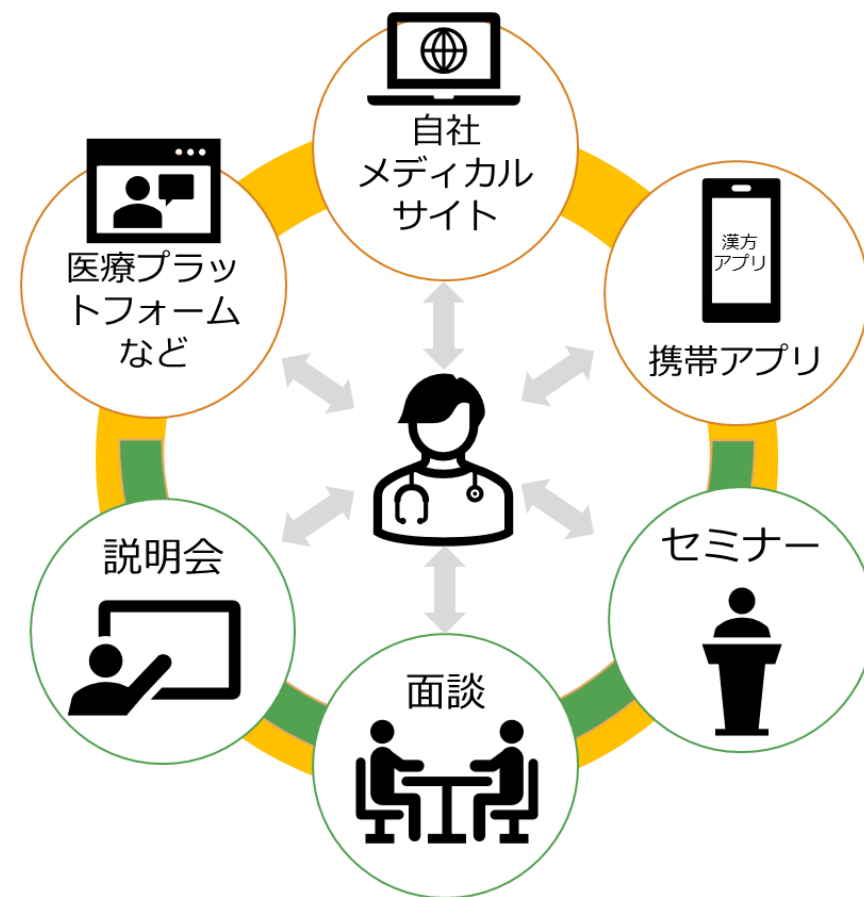 自社
メディカル
サイト
医療プラッ
トフォーム
など
漢方
アプリ
携帯アプリ
説明会
セミナー
面談